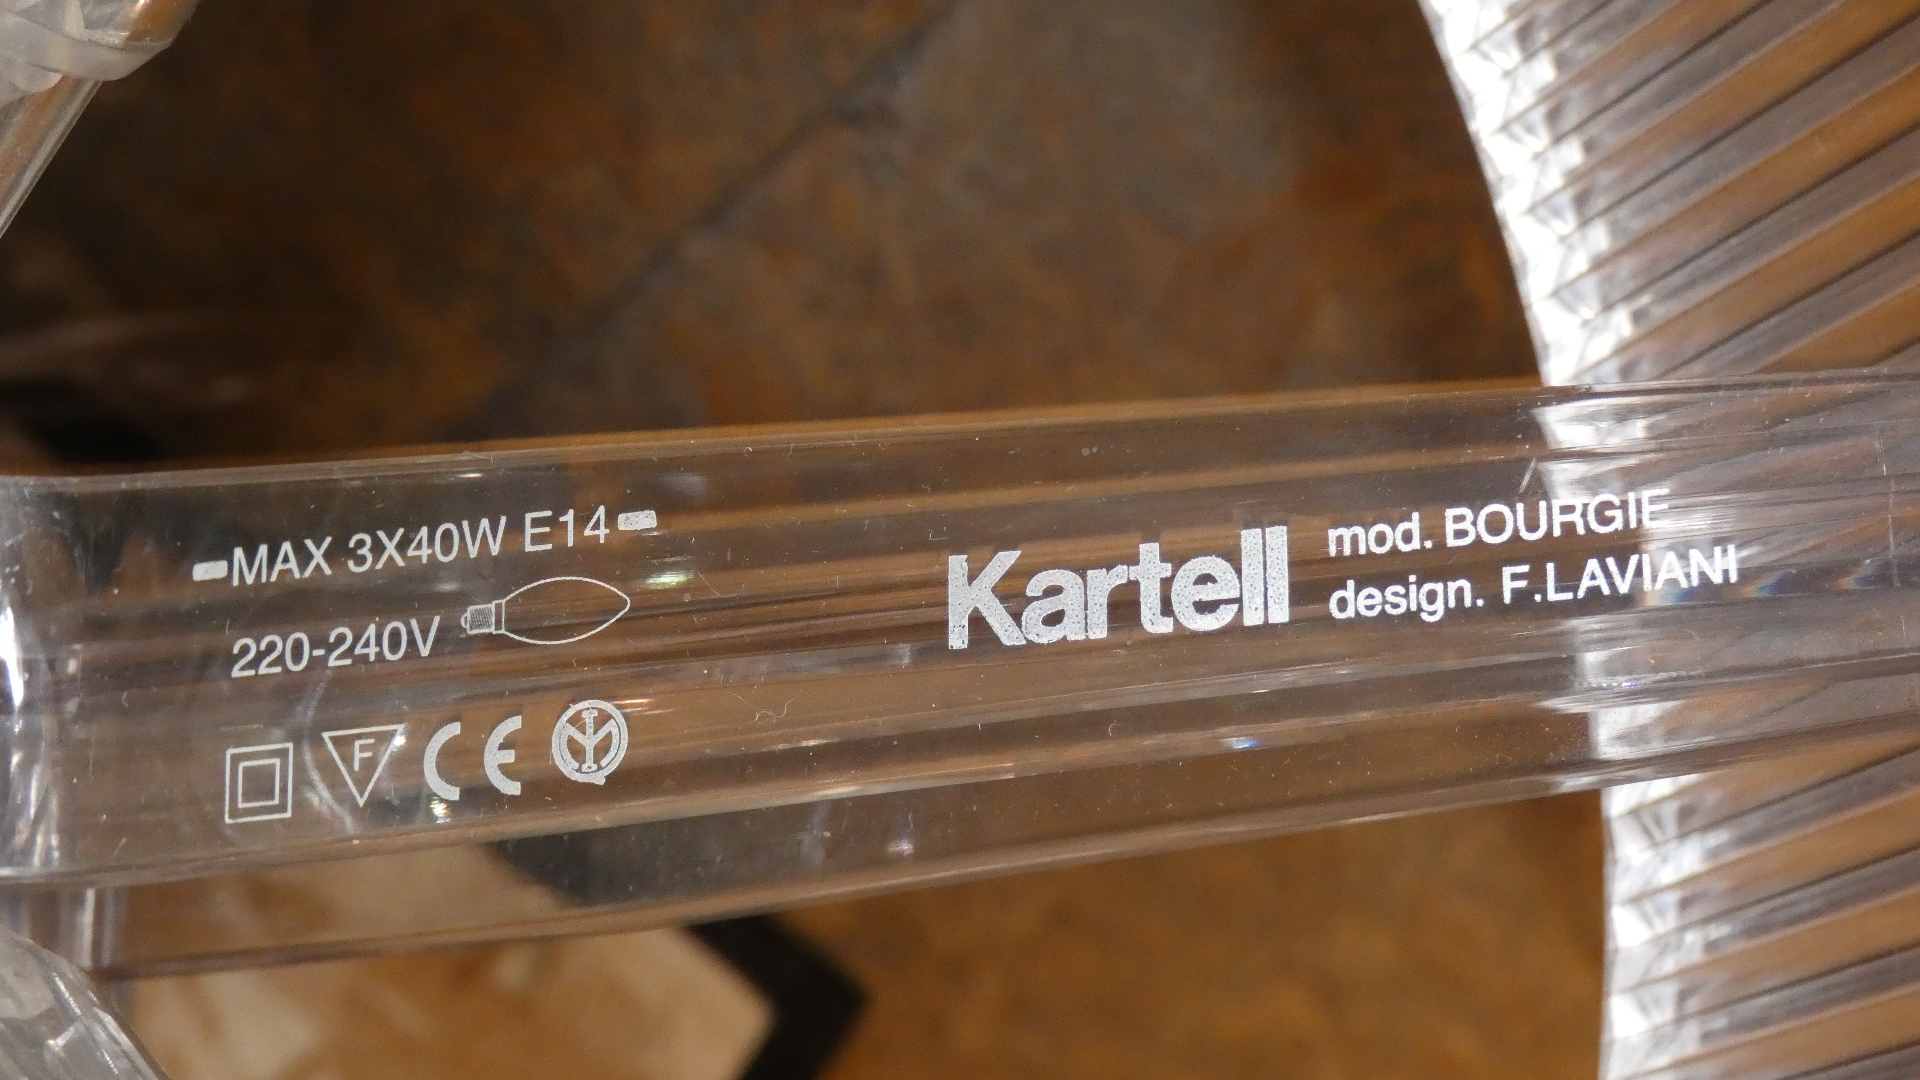 MAX 3X40W E14
220-240V
F CE
Kartell
mod. BOURGIE
design. F.LAVIANI